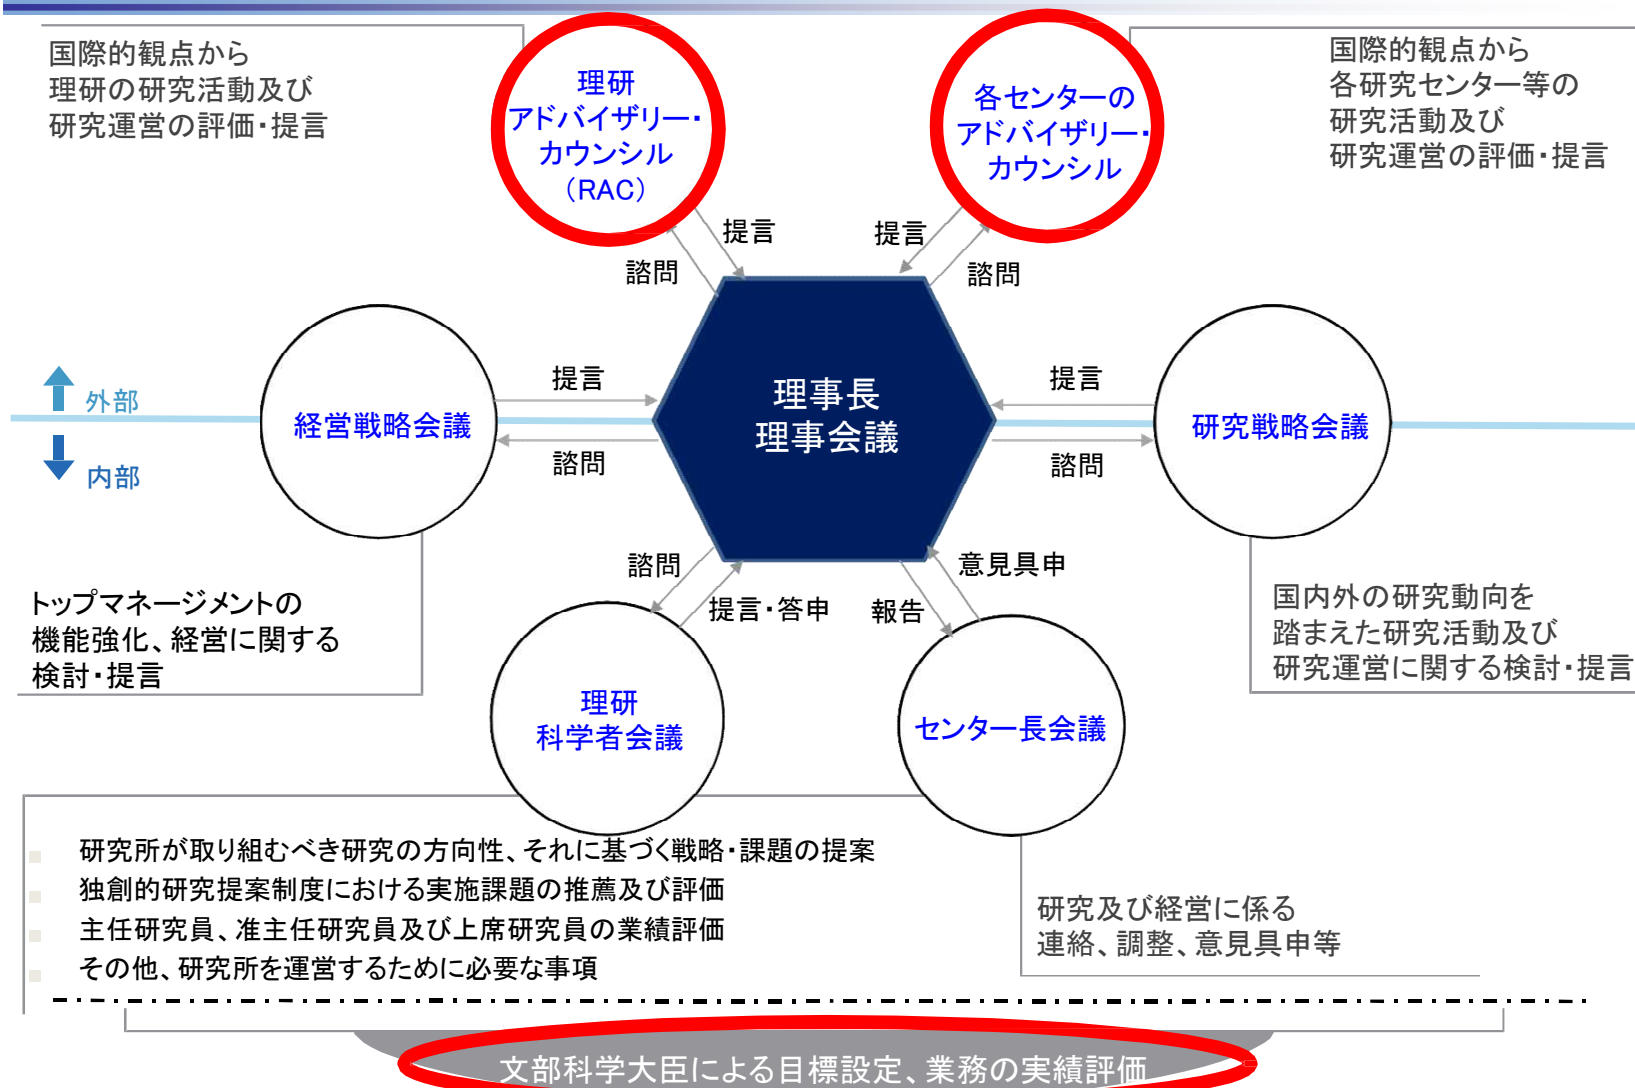 国際的観点から
理研の研究活動及び
研究運営の評価・提言
理研
アドバイザリー・
カウンシル
（RAC）
各センターの
アドバイザリー・
カウンシル
国際的観点から
各研究センター等の
研究活動及び
研究運営の評価・提言
提言
諮問
提言
諮問
外部
内部
経営戦略会議
提言
諮問
理事長
理事会議
提言
諮問
研究戦略会議
トップマネージメントの
機能強化、経営に関する
検討・提言
諮問
提言・答申
意見具申
報告
国内外の研究動向を
踏まえた研究活動及び
研究運営に関する検討・提言
理研
科学者会議
センター長会議
研究所が取り組むべき研究の方向性、それに基づく戦略・課題の提案
独創的研究提案制度における実施課題の推薦及び評価
主任研究員、准主任研究員及び上席研究員の業績評価
その他、研究所を運営するために必要な事項
研究及び経営に係る
連絡、調整、意見具申等
文部科学大臣による目標設定、業務の実績評価